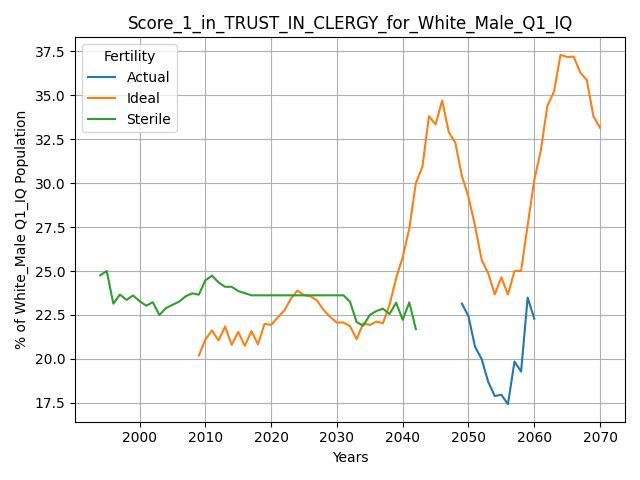 Score_1_in_TRUST_IN_CLERGY_for_White_Male_Q1_IQ
Fertility
Actual
Ideal
Sterile
% of White_Male Q1_IQ Population
37.5
35.0
32.5
30.0
27.5
25.0
22.5
20.0
17.5
2000
2010
2020
2030
2040
2050
2060
2070
Years